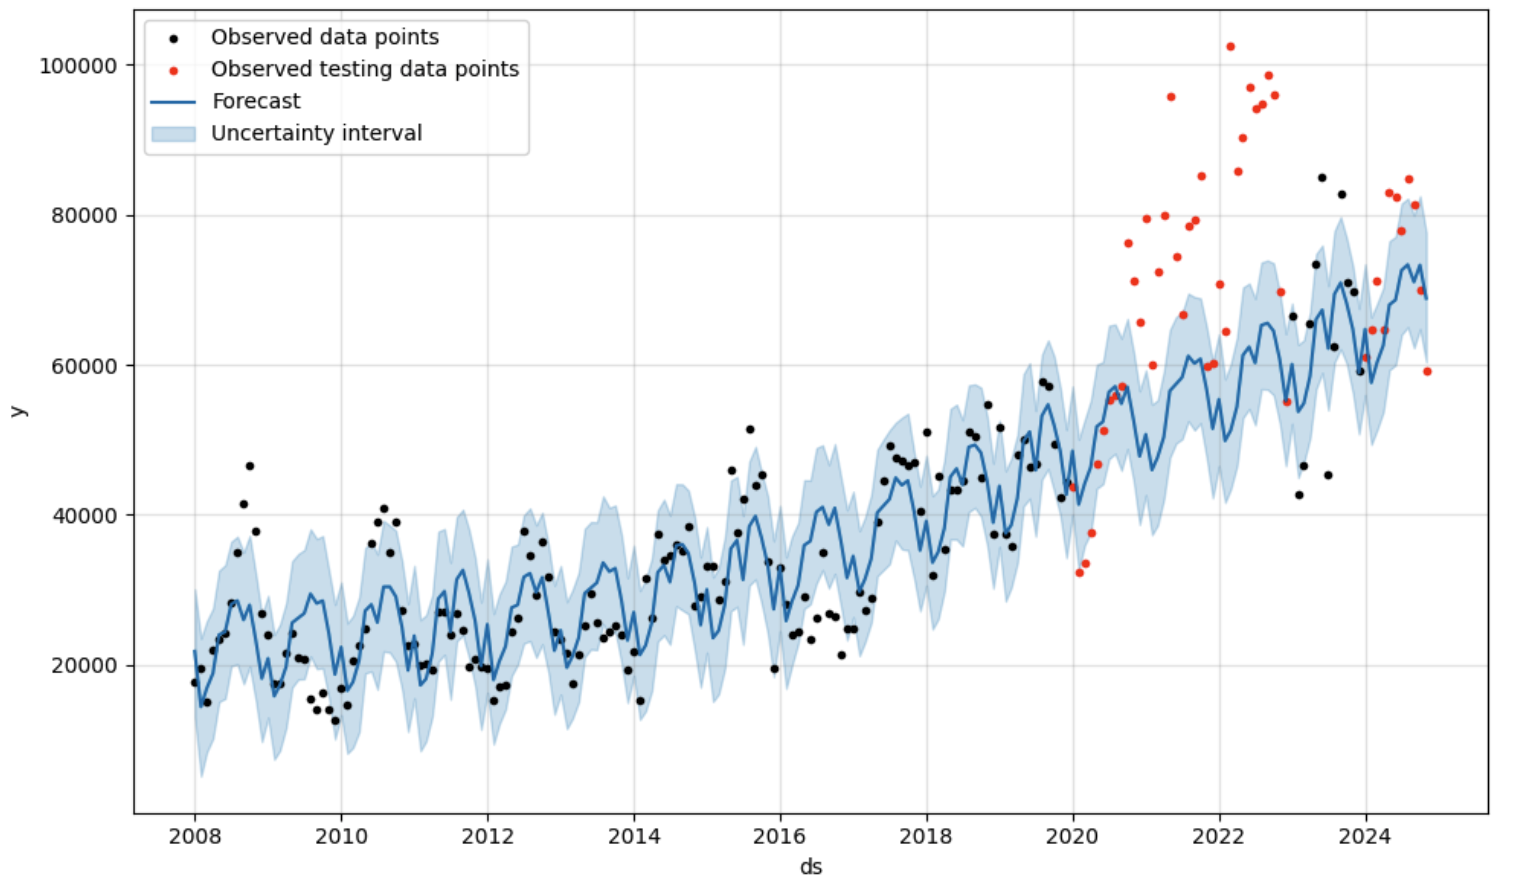 Observed data points
Observed testing data points
Forecast
Uncertainty interval
100000
80000
60000
40000
20000
y
2008 2010 2012 2014 2016 2018 2020 2022 2024
ds